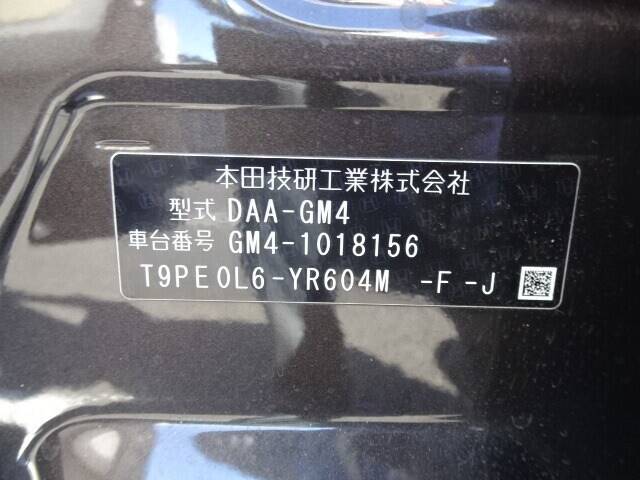 本田技研工業株式会社
型式 DAA-GM4
車台番号 GM4-1018156
T9PE0L6-YR604M -F-J